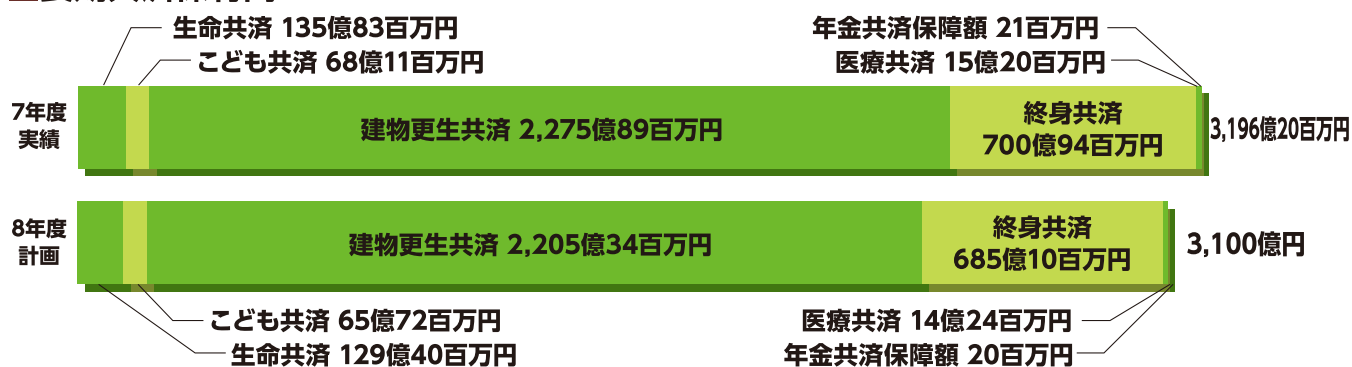 生命共済 135億83百万円
こども共済 68億11百万円
年金共済保障額 21百万円
医療共済 15億20百万円
7年度
実績
建物更生共済 2,275億89百万円
終身共済
700億94百万円
3,196億20百万円
8年度
計画
建物更生共済 2,205億34百万円
終身共済
685億10百万円
3,100億円
こども共済 65億72百万円
生命共済 129億40百万円
医療共済 14億24百万円
年金共済保障額 20百万円